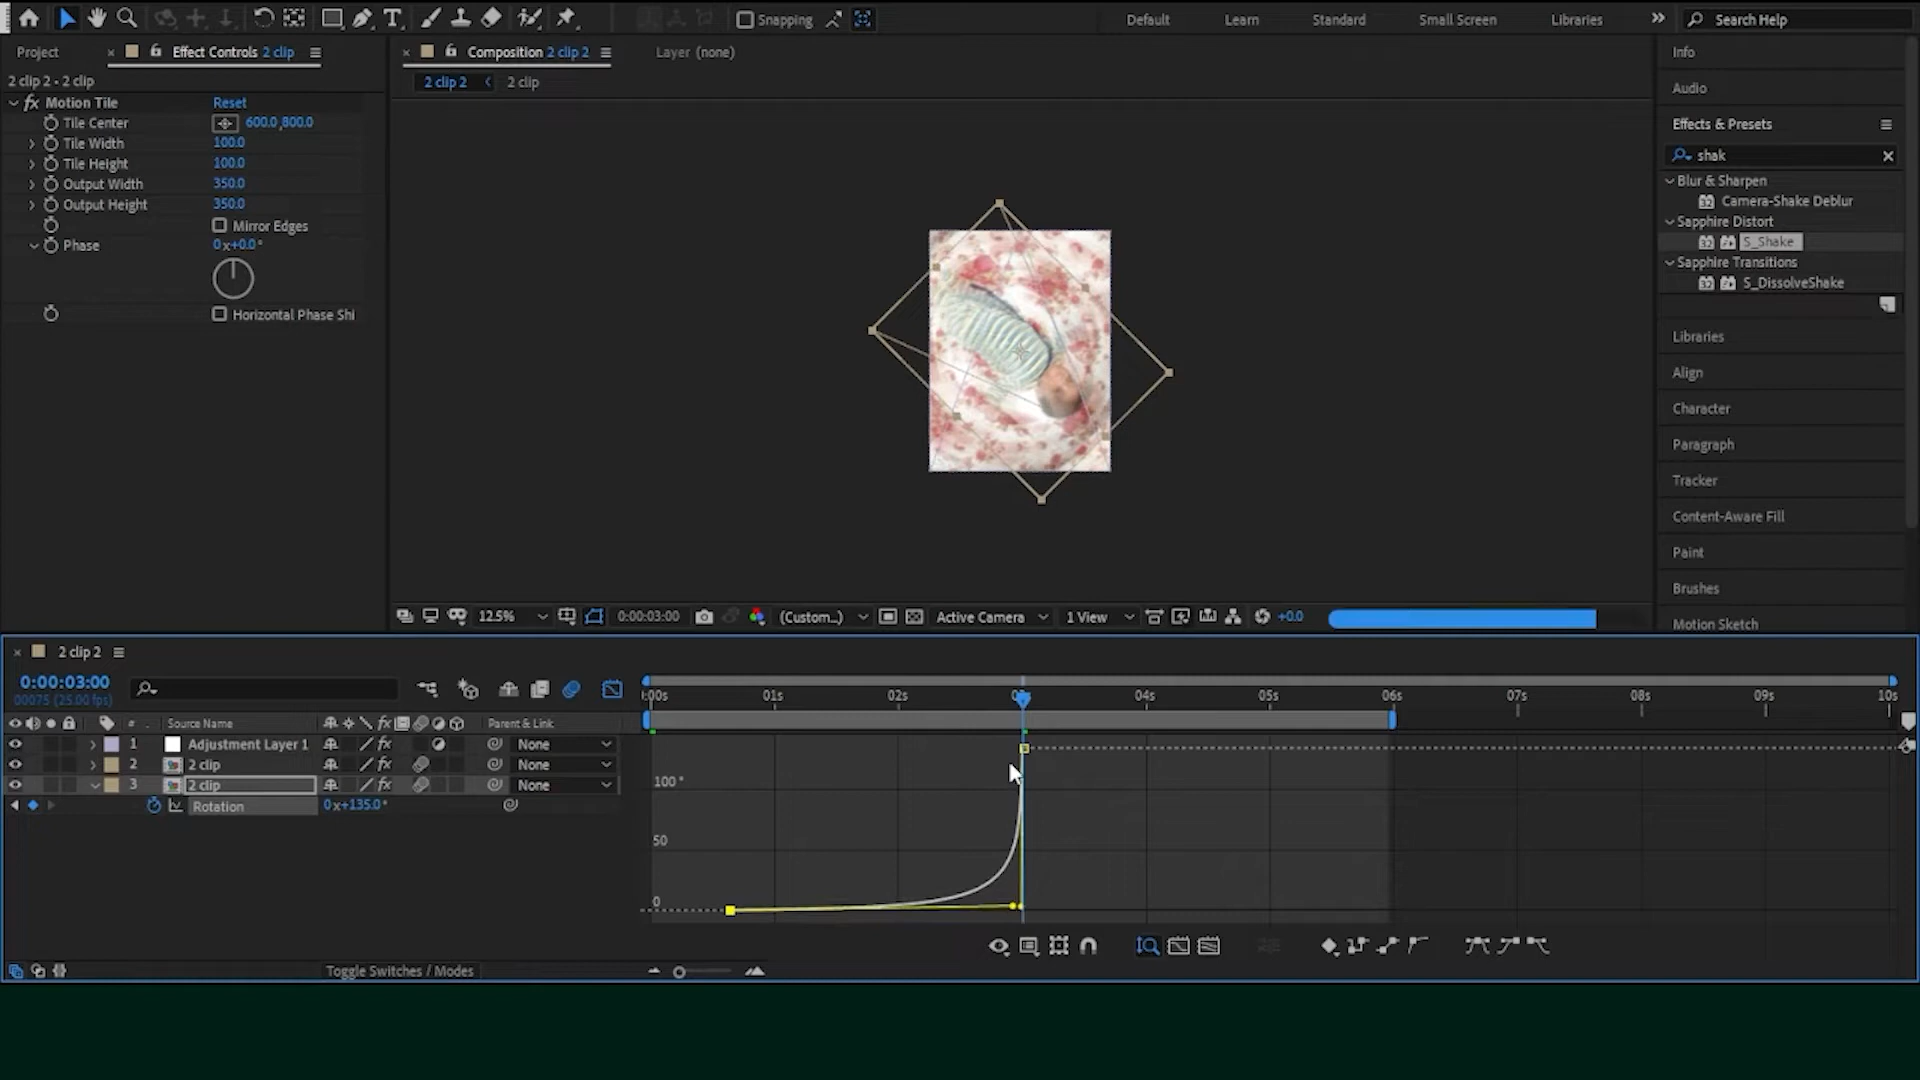 Snapping
Default
Learn
Standard
Small Screen
Libraries
Search Help
Project
Effect Controls 2 clip
Composition 2 clip 2
Layer (none)
Info
2 clip 2 - 2 clip
2 clip 2
2 clip
Audio
Motion Tile
Reset
Tile Center
600.0,800.0
Effects & Presets
Tile Width
100.0
shak
Tile Height
100.0
Blur & Sharpen
Output Width
350.0
Camera-Shake Deblur
Output Height
350.0
Sapphire Distort
Mirror Edges
S_Shake
Phase
0x+0.0°
Sapphire Transitions
S_DissolveShake
Horizontal Phase Shi
Libraries
Align
Character
Paragraph
Tracker
Content-Aware Fill
Paint
Brushes
Motion Sketch
12.5%
0:00:03:00
(Custom...)
Active Camera
1 View
+0.0
2 clip 2
0:00:03:00
00075 (25.00 fps)
:00s
01s
02s
04s
05s
06s
07s
08s
09s
10s
#
Source Name
Parent & Link
1
Adjustment Layer 1
None
2
2 clip
None
3
2 clip
None
Rotation
0x+135.0°
100°
50
0
Toggle Switches / Modes